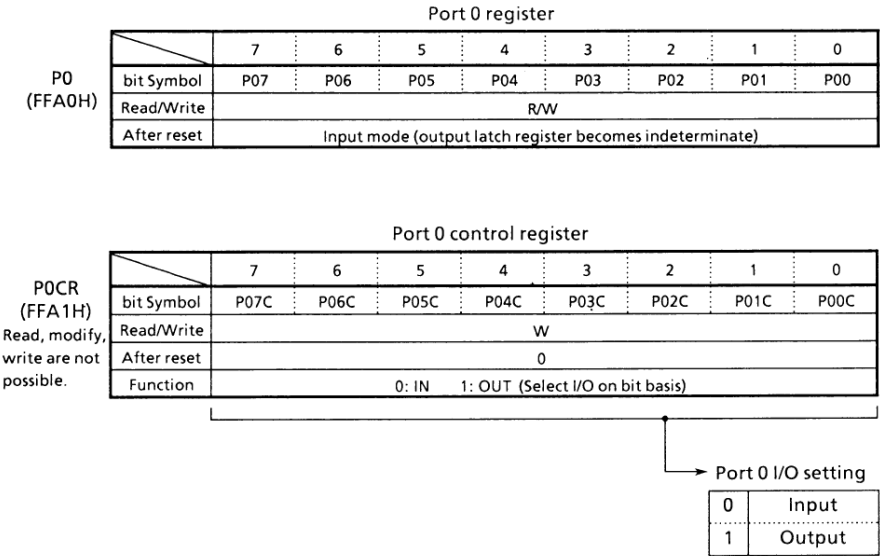 Port 0 register
7 6 5 4 3 2 1 0
P0
(FFA0H)
bit Symbol P07 P06 P05 P04 P03 P02 P01 P00
Read/Write R/W
After reset Input mode (output latch register becomes indeterminate)
Port 0 control register
7 6 5 4 3 2 1 0
P0CR
(FFA1H)
Read, modify,
write are not
possible.
bit Symbol P07C P06C P05C P04C P03C P02C P01C P00C
Read/Write W
After reset 0
Function 0: IN 1: OUT (Select I/O on bit basis)
Port 0 I/O setting
0 Input
1 Output